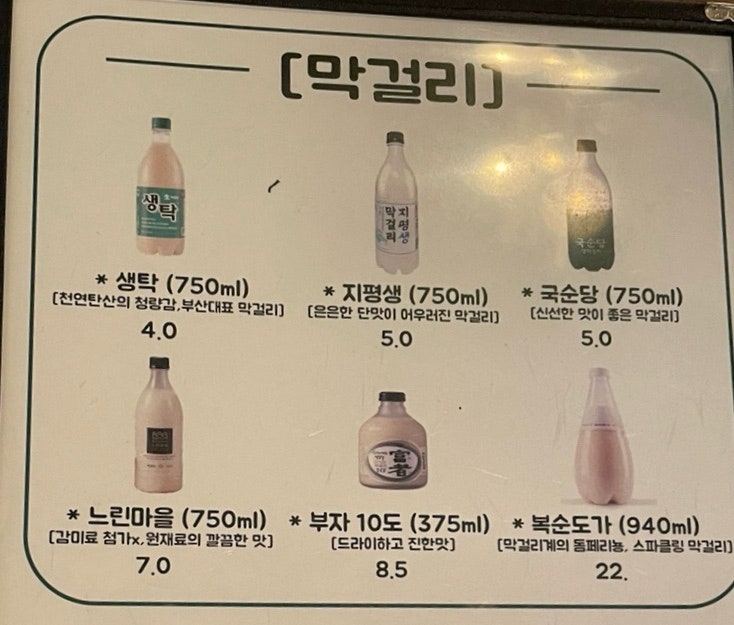 [막걸리]
생탁
막걸리
지평생
국순당
* 생탁 (750ml)
[천연탄산의 청량감,부산대표 막걸리]
4.0
* 지평생 (750ml)
[은은한 단맛이 어우러진 막걸리]
5.0
* 국순당 (750ml)
[신선한 맛이 좋은 막걸리]
5.0
富者
* 느린마을 (750ml)
[감미료 첨가x,원재료의 깔끔한 맛]
7.0
* 부자 10도 (375ml)
[드라이하고 진한맛]
8.5
* 복순도가 (940ml)
[막걸리계의 돔페리뇽, 스파클링 막걸리]
22.